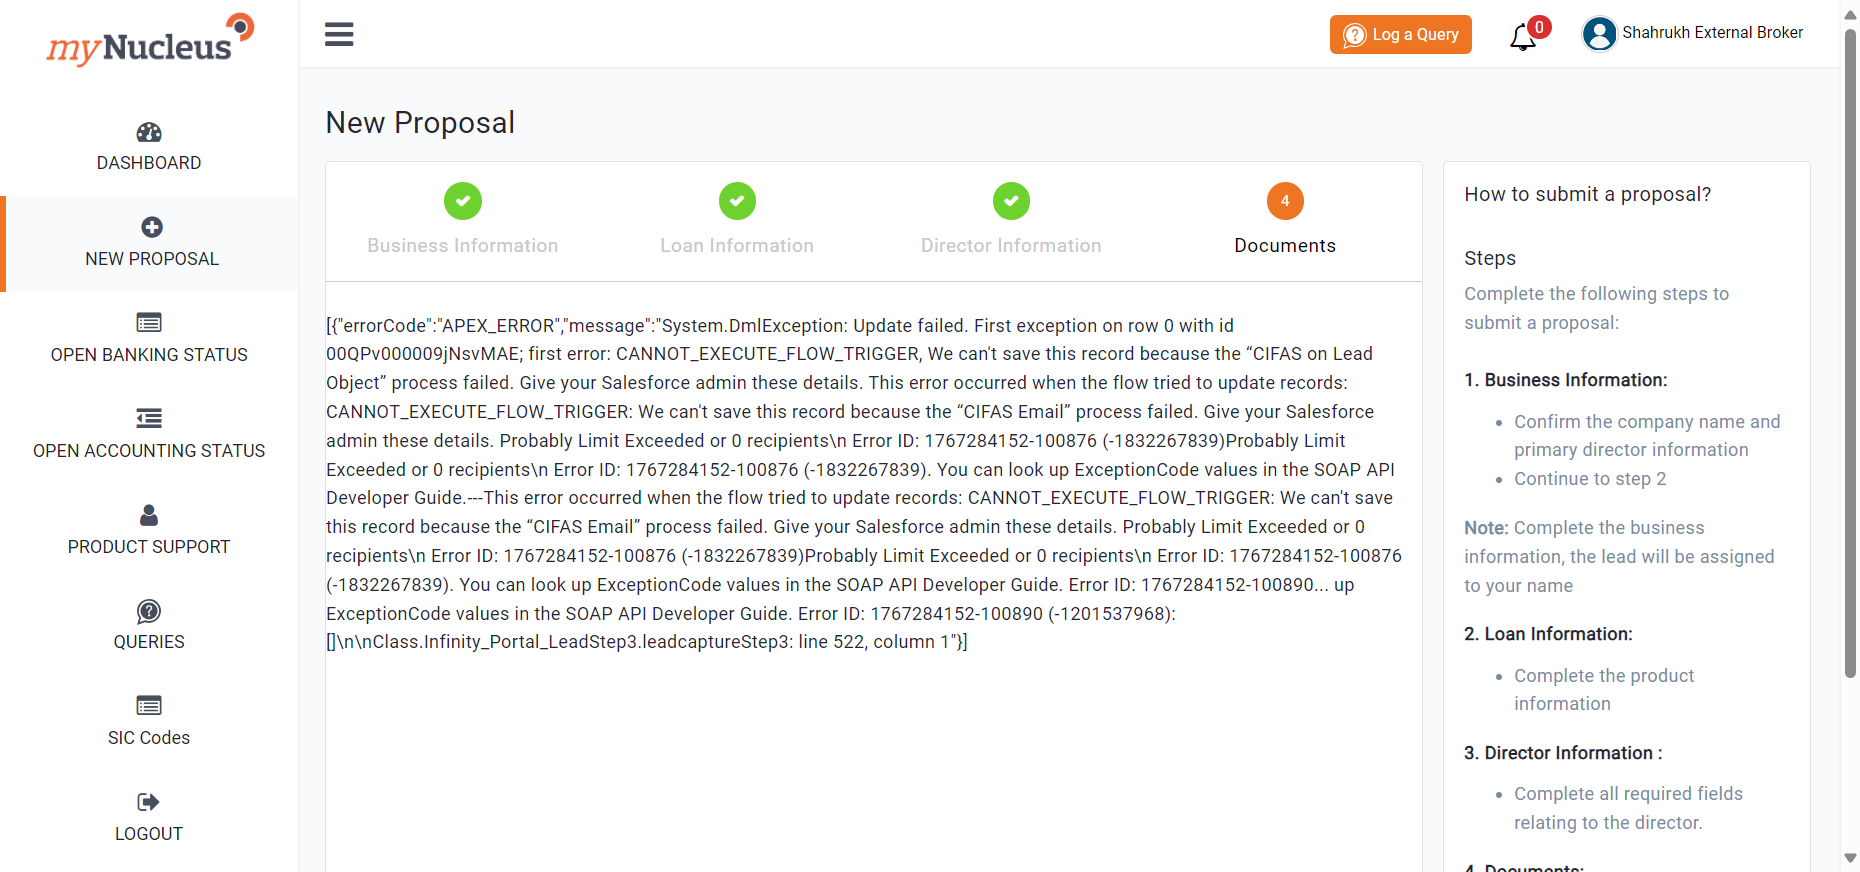 myNucleus
Log a Query
0
Shahrukh External Broker
DASHBOARD
NEW PROPOSAL
OPEN BANKING STATUS
OPEN ACCOUNTING STATUS
PRODUCT SUPPORT
QUERIES
SIC Codes
LOGOUT
New Proposal
Business Information
Loan Information
Director Information
4
Documents
[{"errorCode":"APEX_ERROR","message":"System.DmlException: Update failed. First exception on row 0 with id
00QPv000009jNsvMAE; first error: CANNOT_EXECUTE_FLOW_TRIGGER, We can't save this record because the “CIFAS on Lead
Object” process failed. Give your Salesforce admin these details. This error occurred when the flow tried to update records:
CANNOT_EXECUTE_FLOW_TRIGGER: We can't save this record because the “CIFAS Email” process failed. Give your Salesforce
admin these details. Probably Limit Exceeded or 0 recipients\n Error ID: 1767284152-100876 (-1832267839)Probably Limit
Exceeded or 0 recipients\n Error ID: 1767284152-100876 (-1832267839). You can look up ExceptionCode values in the SOAP API
Developer Guide.---This error occurred when the flow tried to update records: CANNOT_EXECUTE_FLOW_TRIGGER: We can't save
this record because the “CIFAS Email” process failed. Give your Salesforce admin these details. Probably Limit Exceeded or 0
recipients\n Error ID: 1767284152-100876 (-1832267839)Probably Limit Exceeded or 0 recipients\n Error ID: 1767284152-100876
(-1832267839). You can look up ExceptionCode values in the SOAP API Developer Guide. Error ID: 1767284152-100890... up
ExceptionCode values in the SOAP API Developer Guide. Error ID: 1767284152-100890 (-1201537968):
[]\n\nClass.Infinity_Portal_LeadStep3.leadcaptureStep3: line 522, column 1"}]
How to submit a proposal?
Steps
Complete the following steps to
submit a proposal:
1. Business Information:
• Confirm the company name and
primary director information
• Continue to step 2
Note: Complete the business
information, the lead will be assigned
to your name
2. Loan Information:
• Complete the product
information
3. Director Information :
• Complete all required fields
relating to the director.
4. Documents: